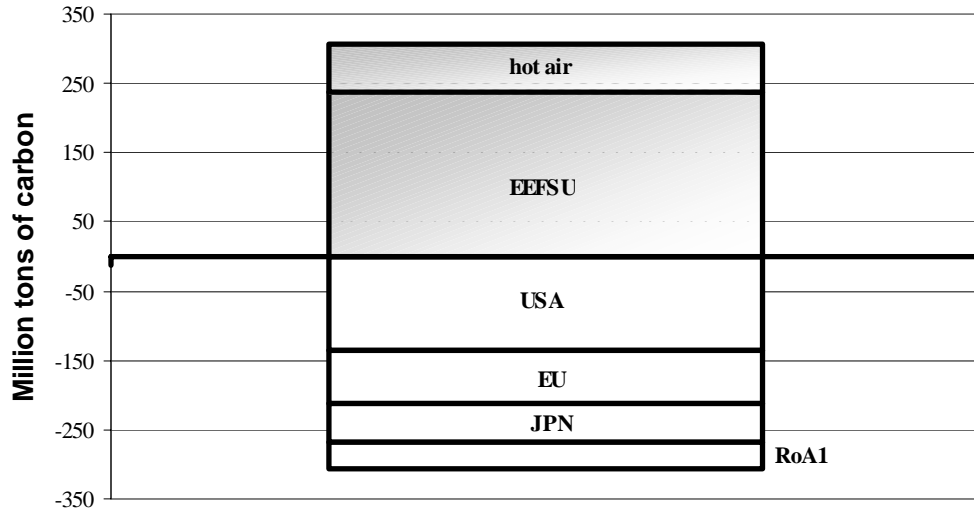 350
250
150
50
-50
-150
-250
-350
Million tons of carbon
hot air
EEFSU
USA
EU
JPN
RoA1